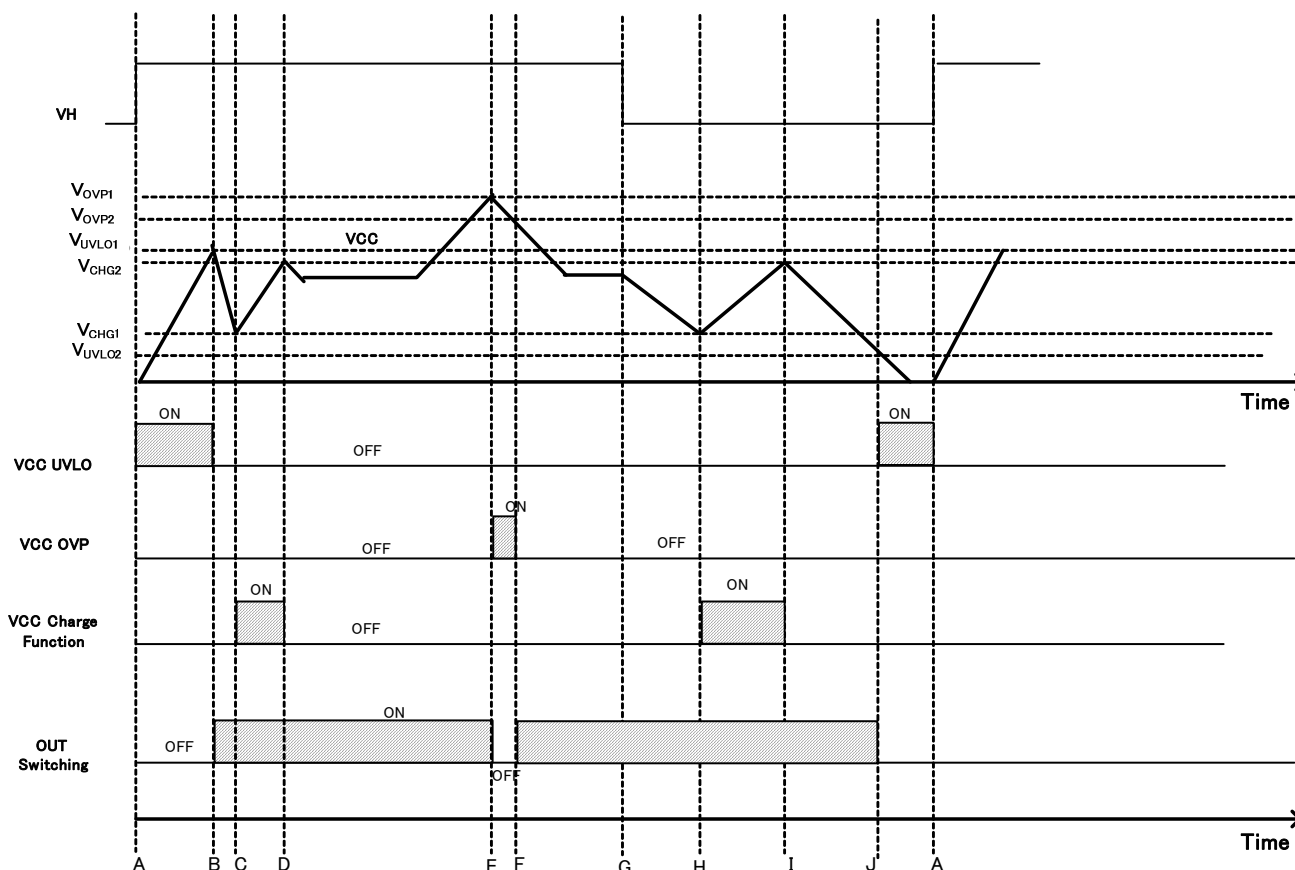 VH
VOVP1
VOVP2
VUVLO1
VCC
VCHG2
VCHG1
VUVLO2
Time
ON
ON
VCC UVLO
OFF
ON
VCC OVP
OFF
OFF
ON
ON
VCC Charge
Function
OFF
ON
OFF
OUT
Switching
OFF
Time
A B C D E F G H I J A